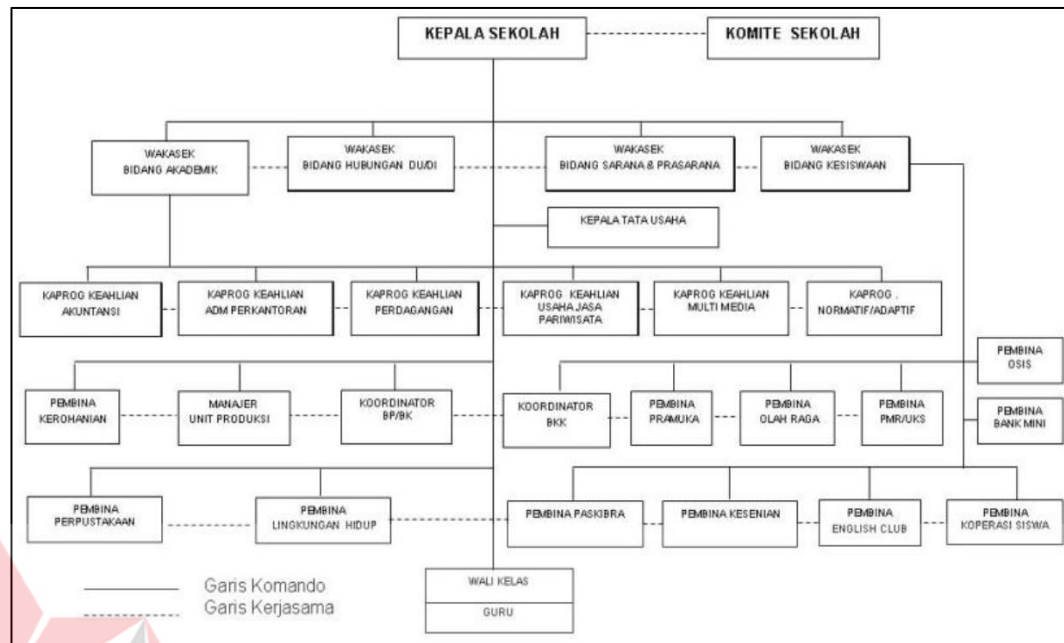 KEPALA SEKOLAH
KOMITE SEKOLAH
WAKASEK
BIDANG AKADEMIK
WAKASEK
BIDANG HUBUNGAN DU/DI
WAKASEK
BIDANG SARANA & PRASARANA
WAKASEK
BIDANG KESISWAAN
KEPALA TATA USAHA
KAPROG KEAHLIAN
AKUNTANSI
KAPROG KEAHLIAN
ADM PERKANTORAN
KAPROG KEAHLIAN
PERDAGANGAN
KAPROG KEAHLIAN
USAHA JASA
PARIWISATA
KAPROG KEAHLIAN
MULTI MEDIA
KAPROG .
NORMATIF/ADAPTIF
PEMBINA
OSIS
PEMBINA
KEROHANIAN
MANAJER
UNIT PRODUKSI
KOORDINATOR
BP/BK
KOORDINATOR
BKK
PEMBINA
PRAMUKA
PEMBINA
OLAH RAGA
PEMBINA
PMR/UKS
PEMBINA
BANK MINI
PEMBINA
PERPUSTAKAAN
PEMBINA
LINGKUNGAN HIDUP
PEMBINA PASKIBRA
PEMBINA KESENIAN
PEMBINA
ENGLISH CLUB
PEMBINA
KOPERASI SISWA
Garis Komando
Garis Kerjasama
WALI KELAS
GURU